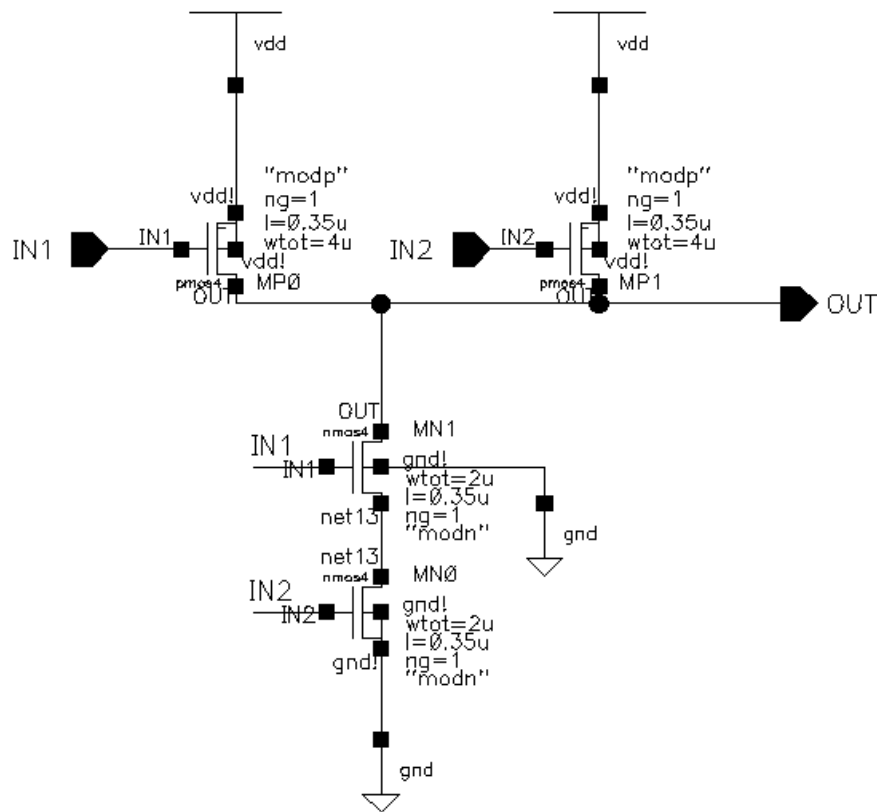 vdd
vdd
"modp"
ng=1
l=0.35u
wtot=4u
vdd!
IN1
IN1
vdd!
pmos4
OUT
MP0
"modp"
ng=1
l=0.35u
wtot=4u
vdd!
IN2
IN2
vdd!
pmos4
OUT
MP1
OUT
OUT
nmos4
MN1
IN1
IN1
gnd!
wtot=2u
l=0.35u
ng=1
"modn"
net13
gnd
net13
nmos4
MN0
IN2
IN2
gnd!
wtot=2u
l=0.35u
ng=1
"modn"
gnd!
gnd